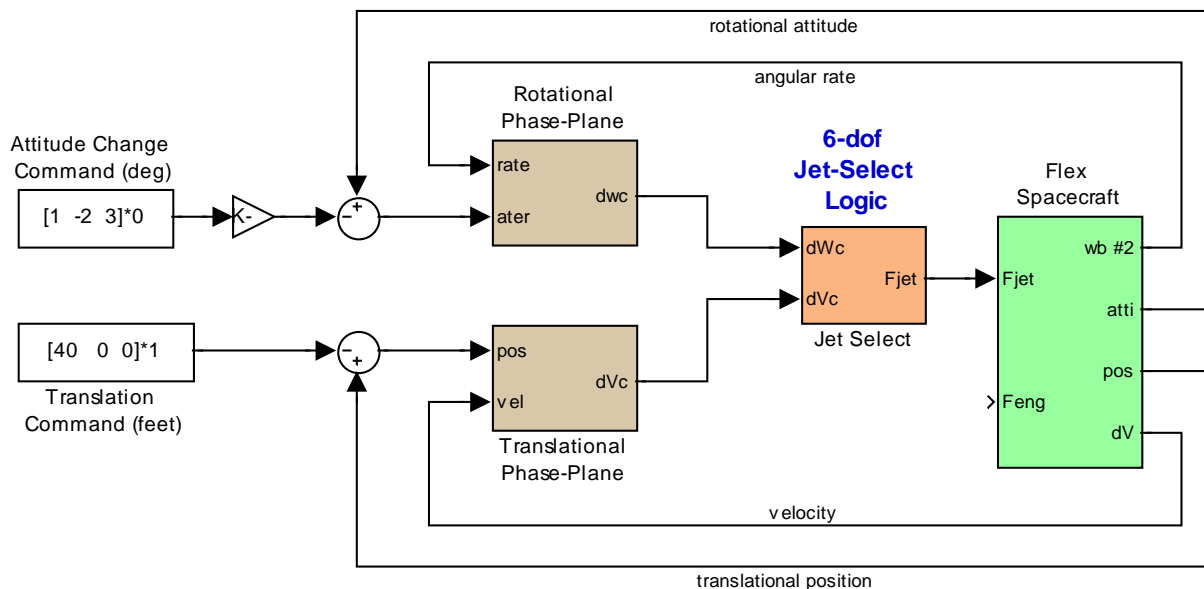 rotational attitude
angular rate
Rotational
Phase-Plane
Attitude Change
Command (deg)
6-dof
Jet-Select
Logic
Flex
Spacecraft
rate
[1 -2 3]*0
K-
dwc
ater
wb #2
dWc
Fjet
Fjet
dVc
atti
Jet Select
[40 0 0]*1
pos
pos
dVc
vel
Feng
Translation
Command (feet)
dV
Translational
Phase-Plane
velocity
translational position